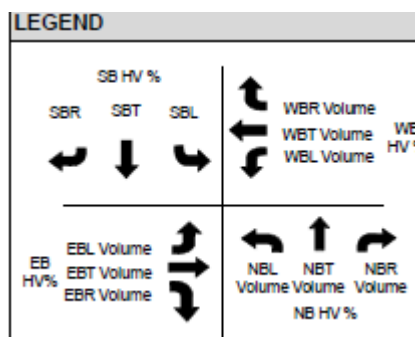 LEGEND
SB HV %
SBR SBT SBL
WBR Volume
WBT Volume
WBL Volume
HV
EBL Volume
EBT Volume
EBR Volume
EB
HV%
NBL NBT NBR
Volume Volume Volume
NB HV %